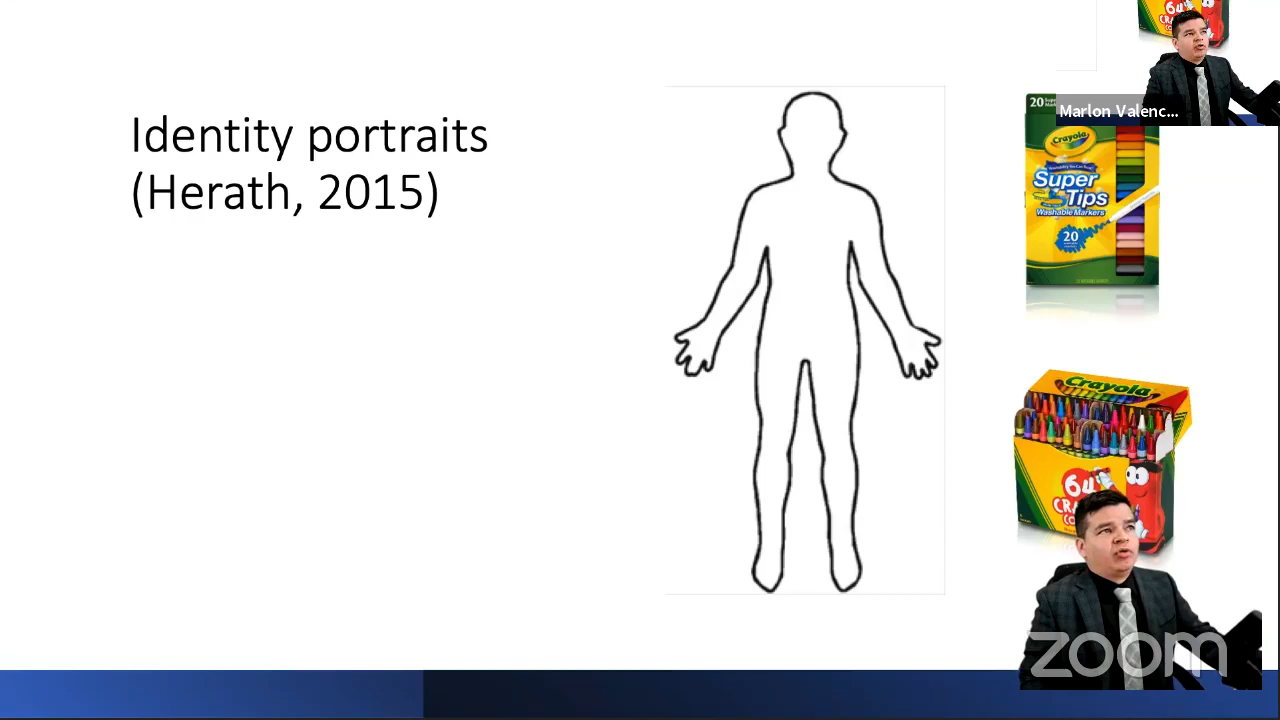 Identity portraits
(Herath, 2015)
Marlon Valenc...
20
Crayola
Super
Tips
Washable Markers
20
Crayola
64
zoom